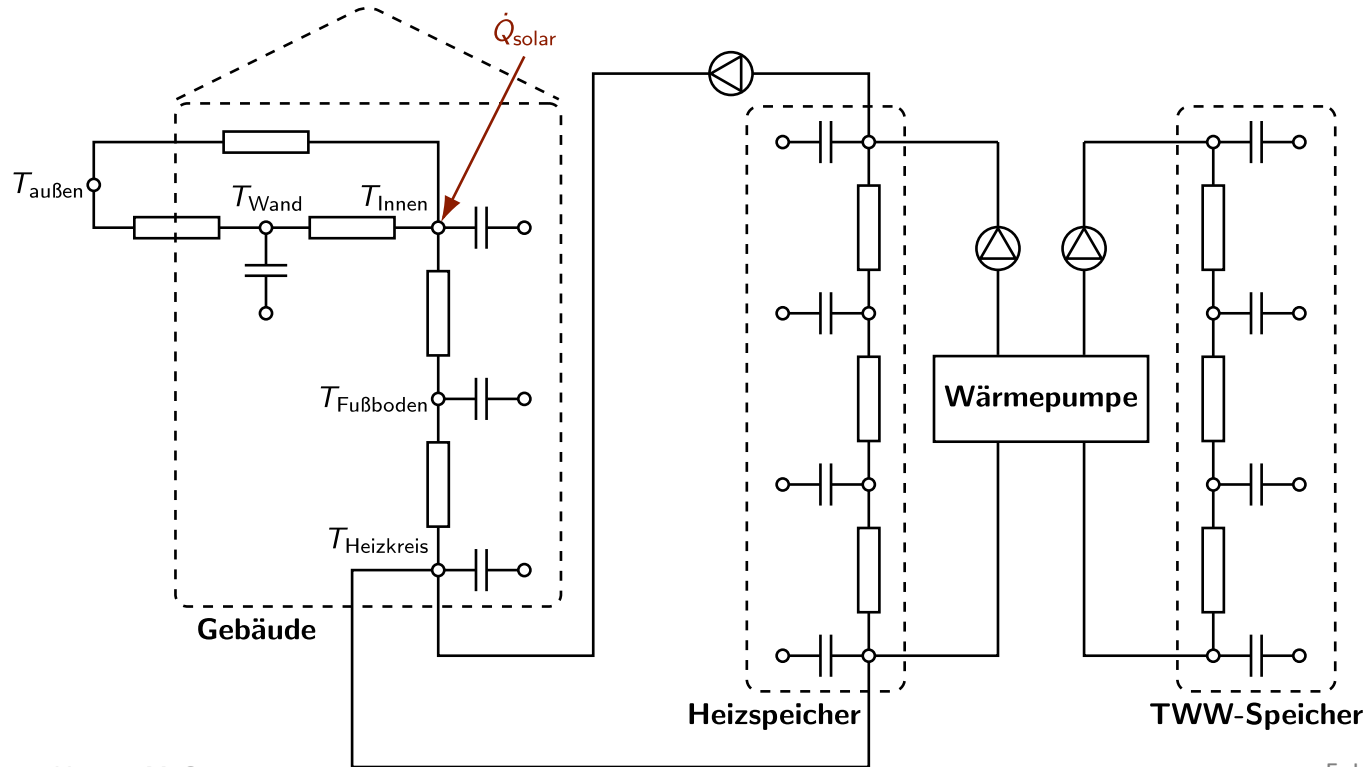 Q̇solar
Taußen
TWand
TInnen
TFußboden
THeizkreis
Wärmepumpe
Gebäude
Heizspeicher
TWW-Speicher